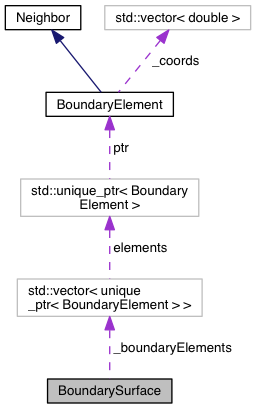 Neighbor
std::vector< double >
_coords
BoundaryElement
ptr
std::unique_ptr< Boundary
Element >
elements
std::vector< unique
_ptr< BoundaryElement > >
_boundaryElements
BoundarySurface